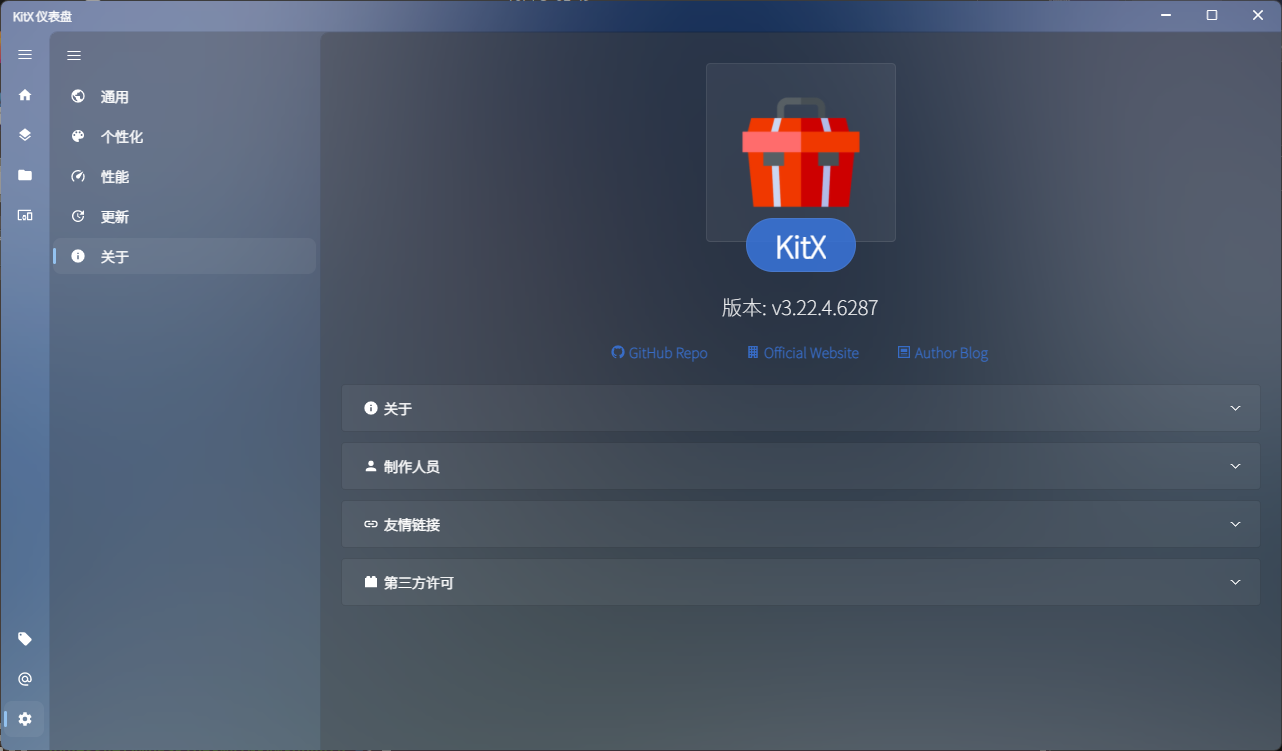 KitX 仪表盘
通用
个性化
性能
更新
关于
KitX
版本: v3.22.4.6287
GitHub Repo
Official Website
Author Blog
关于
制作人员
友情链接
第三方许可